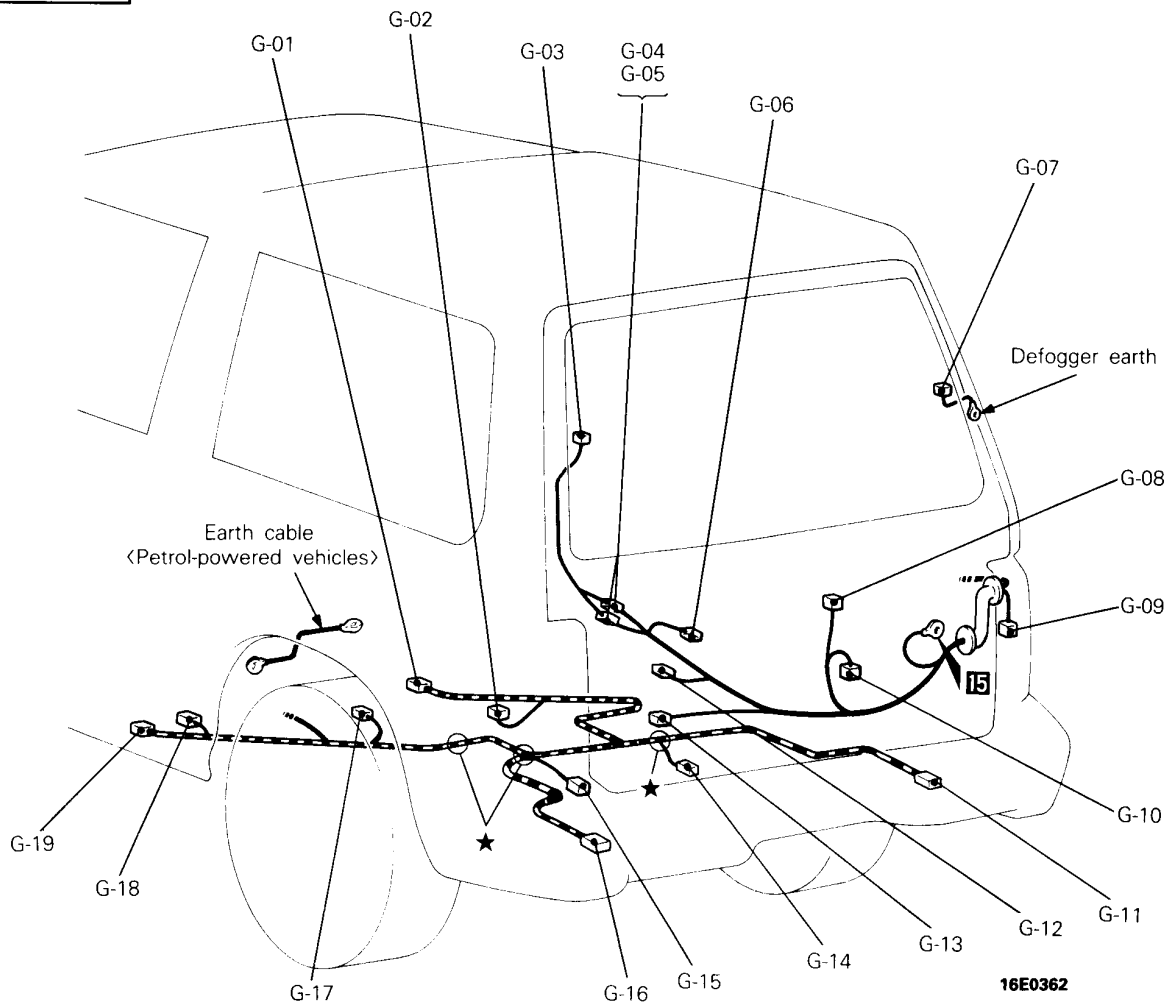 G-02
G-01
G-03
G-04
G-05
G-06
G-07
Defogger earth
G-08
Earth cable
<Petrol-powered vehicles>
G-09
15
G-10
G-19
★
★
G-18
G-11
G-12
G-13
G-14
G-15
G-16
G-17
16E0362